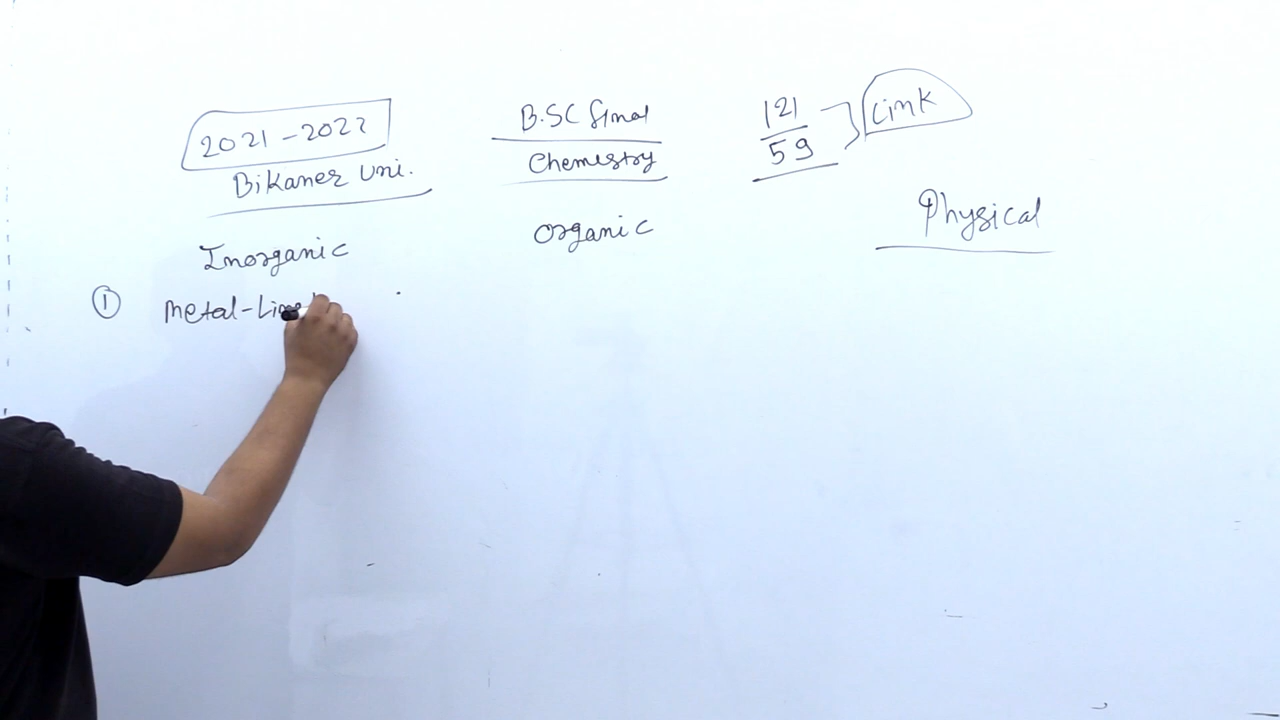 2021-2022
Bikaner Uni.
B.SC final
Chemistry
121
59
Link
Inorganic
Organic
Physical
① Metal-